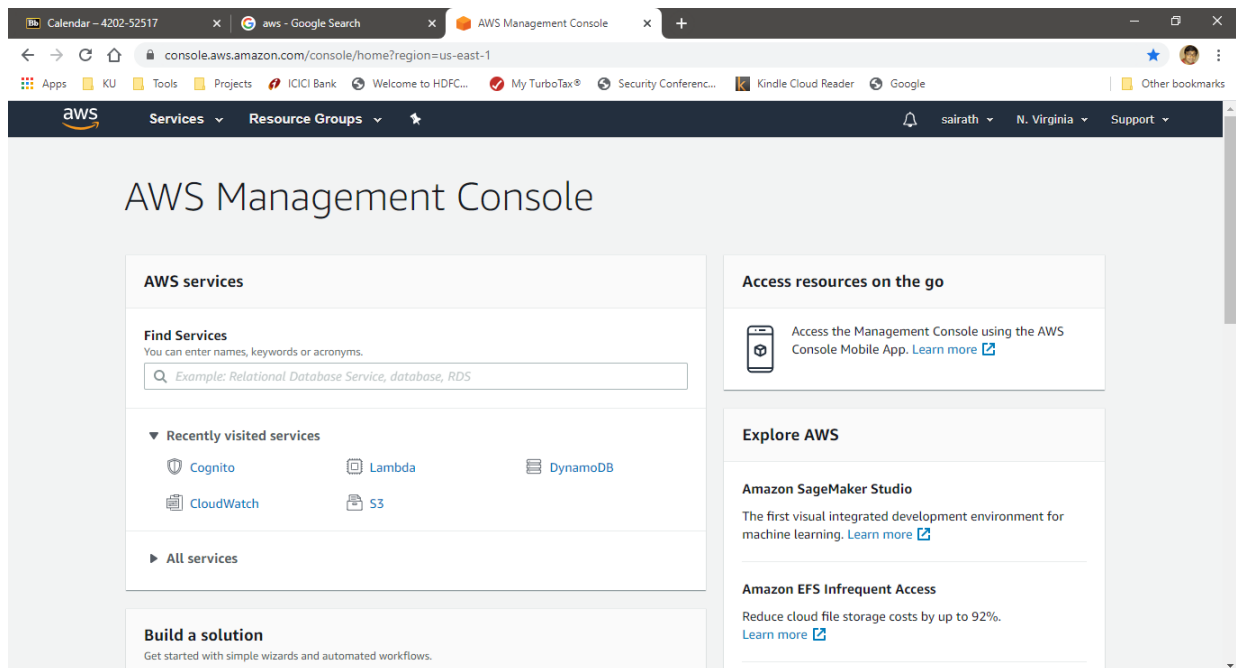 Calendar – 4202-52517
aws - Google Search
AWS Management Console
console.aws.amazon.com/console/home?region=us-east-1
Apps KU Tools Projects ICICI Bank Welcome to HDFC... My TurboTax® Security Conferenc... Kindle Cloud Reader Google Other bookmarks
aws Services Resource Groups sairath N. Virginia Support
AWS Management Console
AWS services
Find Services
You can enter names, keywords or acronyms.
Example: Relational Database Service, database, RDS
Recently visited services
Cognito Lambda DynamoDB
CloudWatch S3
All services
Build a solution
Get started with simple wizards and automated workflows.
Access resources on the go
Access the Management Console using the AWS
Console Mobile App. Learn more
Explore AWS
Amazon SageMaker Studio
The first visual integrated development environment for
machine learning. Learn more
Amazon EFS Infrequent Access
Reduce cloud file storage costs by up to 92%.
Learn more